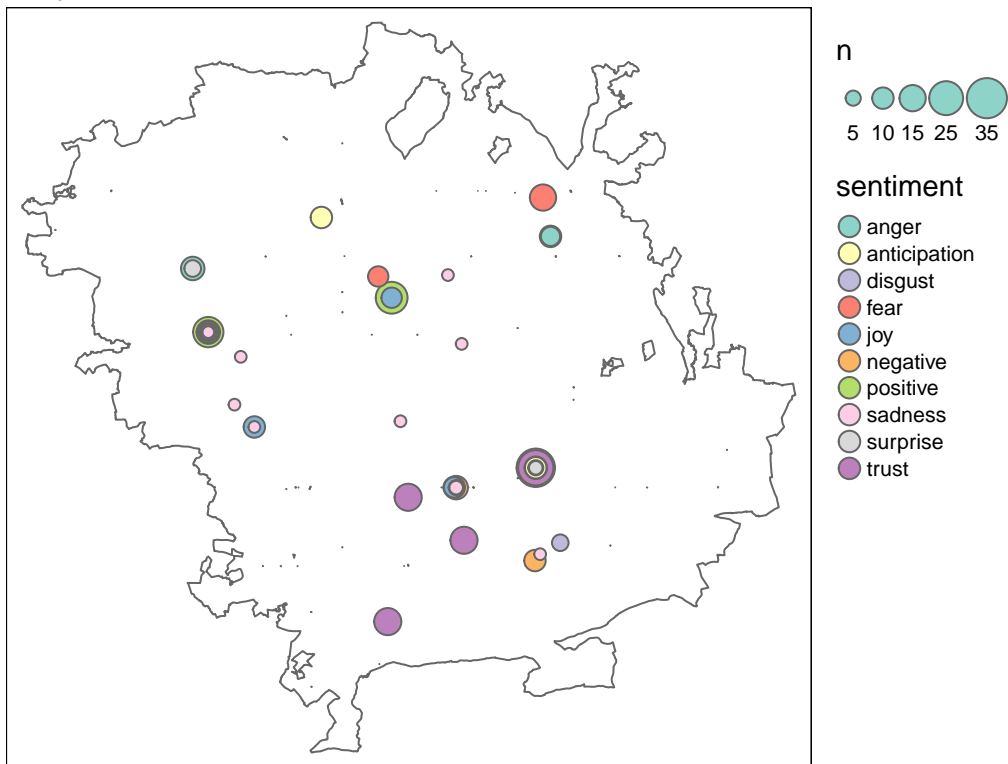 n
5 10 15 25 35
sentiment
anger
anticipation
disgust
fear
joy
negative
positive
sadness
surprise
trust